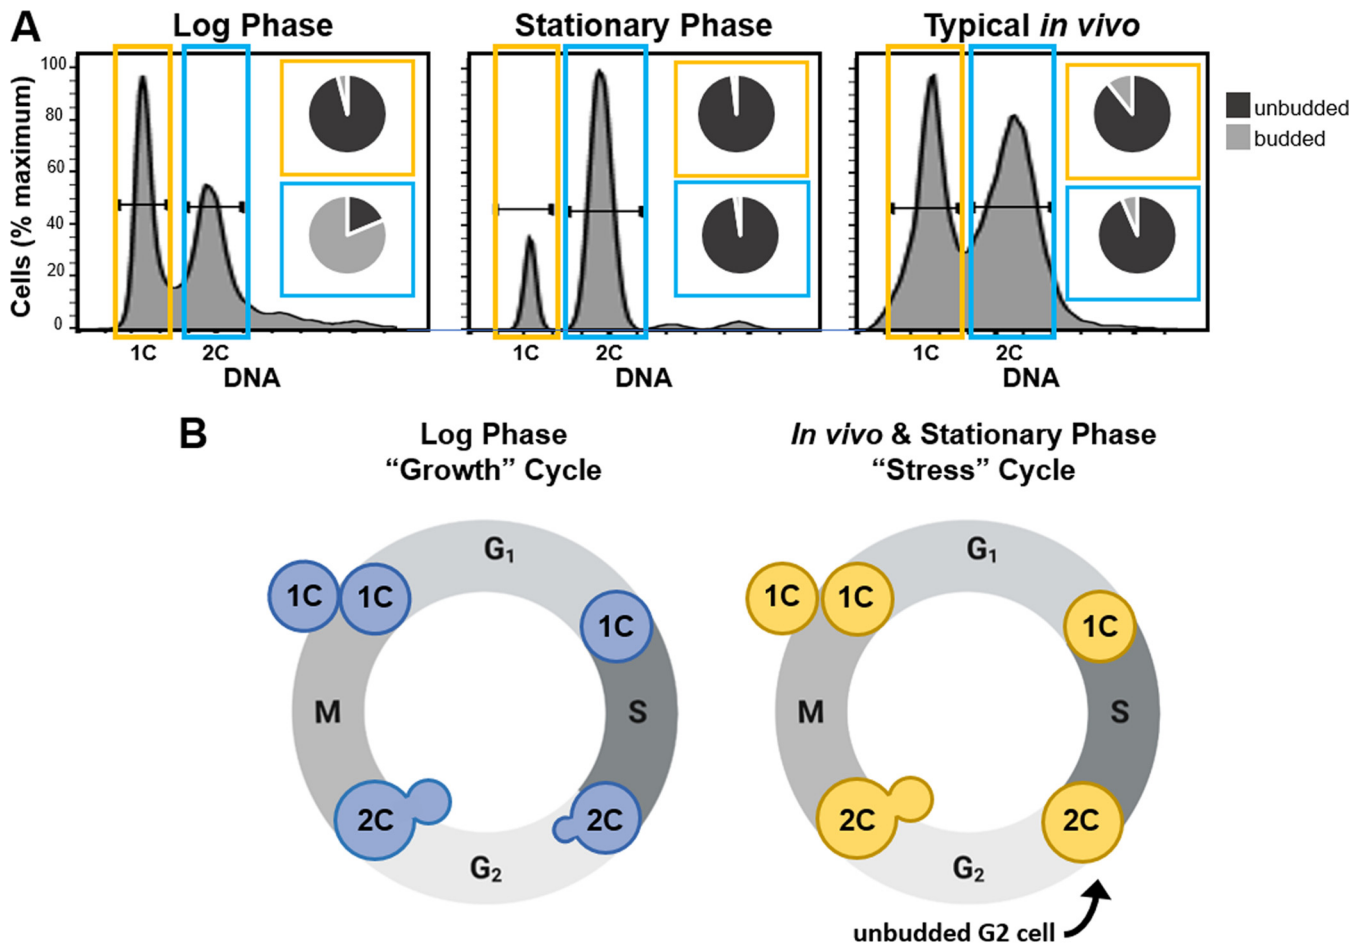 A
Log Phase
Stationary Phase
Typical in vivo
Cells (% maximum)
100
80
60
40
20
0
1C
2C
DNA
1C
2C
DNA
1C
2C
DNA
unbudded
budded
B
Log Phase
“Growth” Cycle
In vivo & Stationary Phase
“Stress” Cycle
G₁
1C
1C
1C
M
S
2C
2C
G₂
G₁
1C
1C
1C
M
S
2C
2C
G₂
unbudded G2 cell